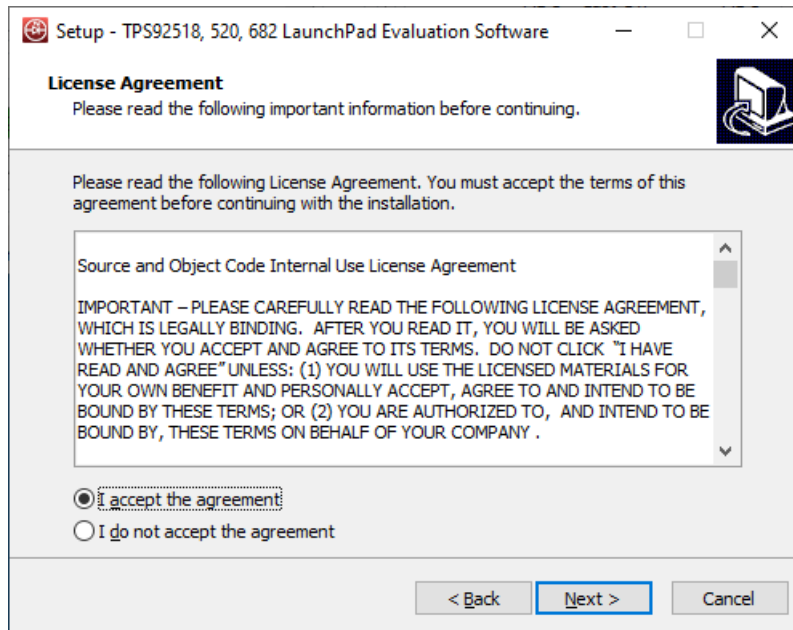 Setup - TPS92518, 520, 682 LaunchPad Evaluation Software
License Agreement
Please read the following important information before continuing.
Please read the following License Agreement. You must accept the terms of this
agreement before continuing with the installation.
Source and Object Code Internal Use License Agreement
IMPORTANT – PLEASE CAREFULLY READ THE FOLLOWING LICENSE AGREEMENT,
WHICH IS LEGALLY BINDING.  AFTER YOU READ IT, YOU WILL BE ASKED
WHETHER YOU ACCEPT AND AGREE TO ITS TERMS.  DO NOT CLICK “I HAVE
READ AND AGREE” UNLESS: (1) YOU WILL USE THE LICENSED MATERIALS FOR
YOUR OWN BENEFIT AND PERSONALLY ACCEPT, AGREE TO AND INTEND TO BE
BOUND BY THESE TERMS; OR (2) YOU ARE AUTHORIZED TO,  AND INTEND TO BE
BOUND BY, THESE TERMS ON BEHALF OF YOUR COMPANY .
I accept the agreement
I do not accept the agreement
< Back
Next >
Cancel